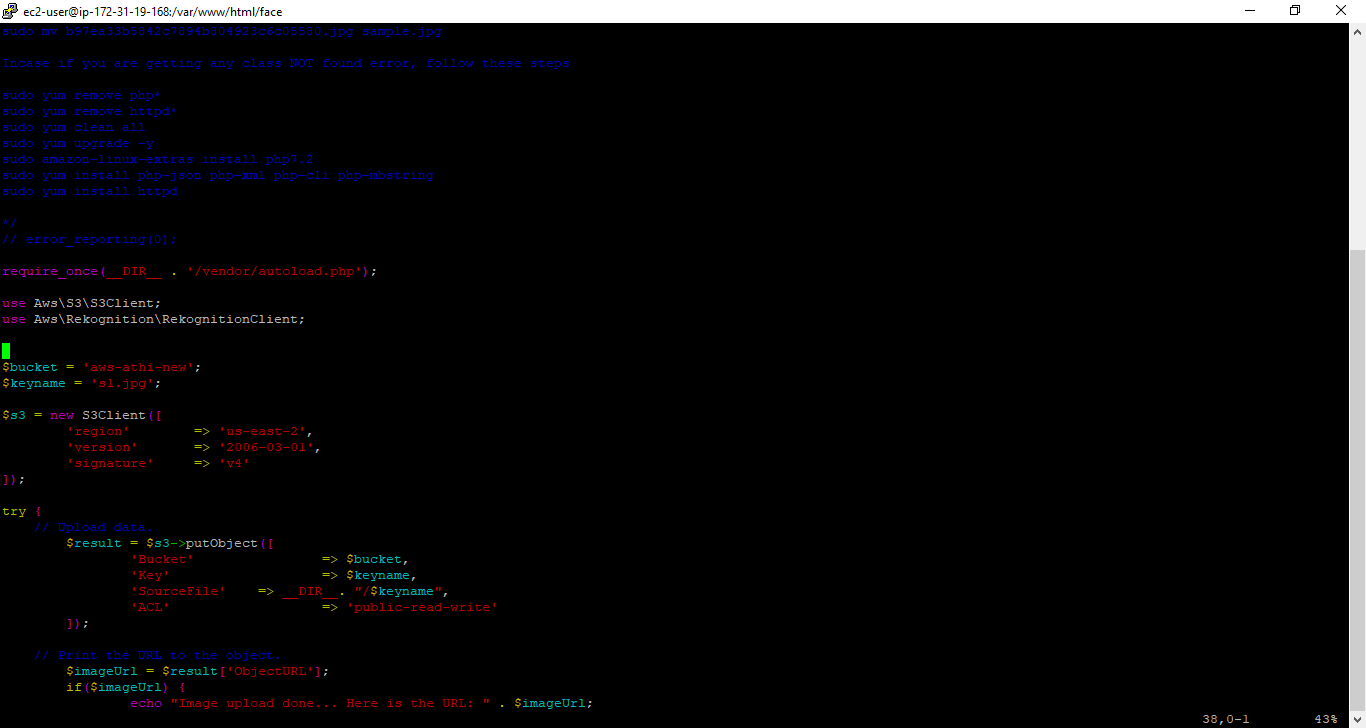 ec2-user@ip-172-31-19-168:/var/www/html/face
sudo mv b97ea33b5842c7894b804923c6c05580.jpg sample.jpg
Incase if you are getting any class NOT found error, follow these steps
sudo yum remove php*
sudo yum remove httpd*
sudo yum clean all
sudo yum upgrade -y
sudo amazon-linux-extras install php7.2
sudo yum install php-json php-xml php-cli php-mbstring
sudo yum install httpd
*/
// error_reporting(0);
require_once(__DIR__ . '/vendor/autoload.php');
use Aws\S3\S3Client;
use Aws\Rekognition\RekognitionClient;
$bucket = 'aws-athi-new';
$keyname = 's1.jpg';
$s3 = new S3Client([
'region' => 'us-east-2',
'version' => '2006-03-01',
'signature' => 'v4'
]);
try {
// Upload data.
$result = $s3->putObject([
'Bucket' => $bucket,
'Key' => $keyname,
'SourceFile' => __DIR__. "/$keyname",
'ACL' => 'public-read-write'
]);
// Print the URL to the object.
$imageUrl = $result['ObjectURL'];
if($imageUrl) {
echo "Image upload done... Here is the URL: " . $imageUrl;
38,0-1 43%